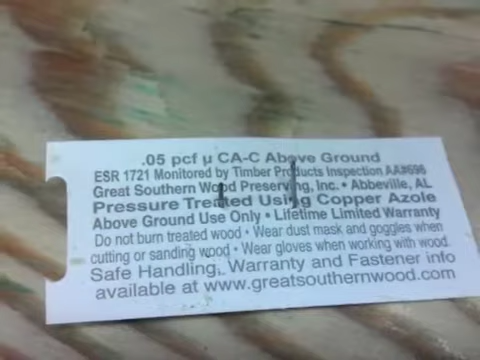 .05 pcf µ CA-C Above Ground
ESR 1721 Monitored by Timber Products Inspection AA#696
Great Southern Wood Preserving, Inc. • Abbeville, AL
Pressure Treated Using Copper Azole
Above Ground Use Only • Lifetime Limited Warranty
Do not burn treated wood • Wear dust mask and goggles when
cutting or sanding wood • Wear gloves when working with wood.
Safe Handling, Warranty and Fastener info
available at www.greatsouthernwood.com